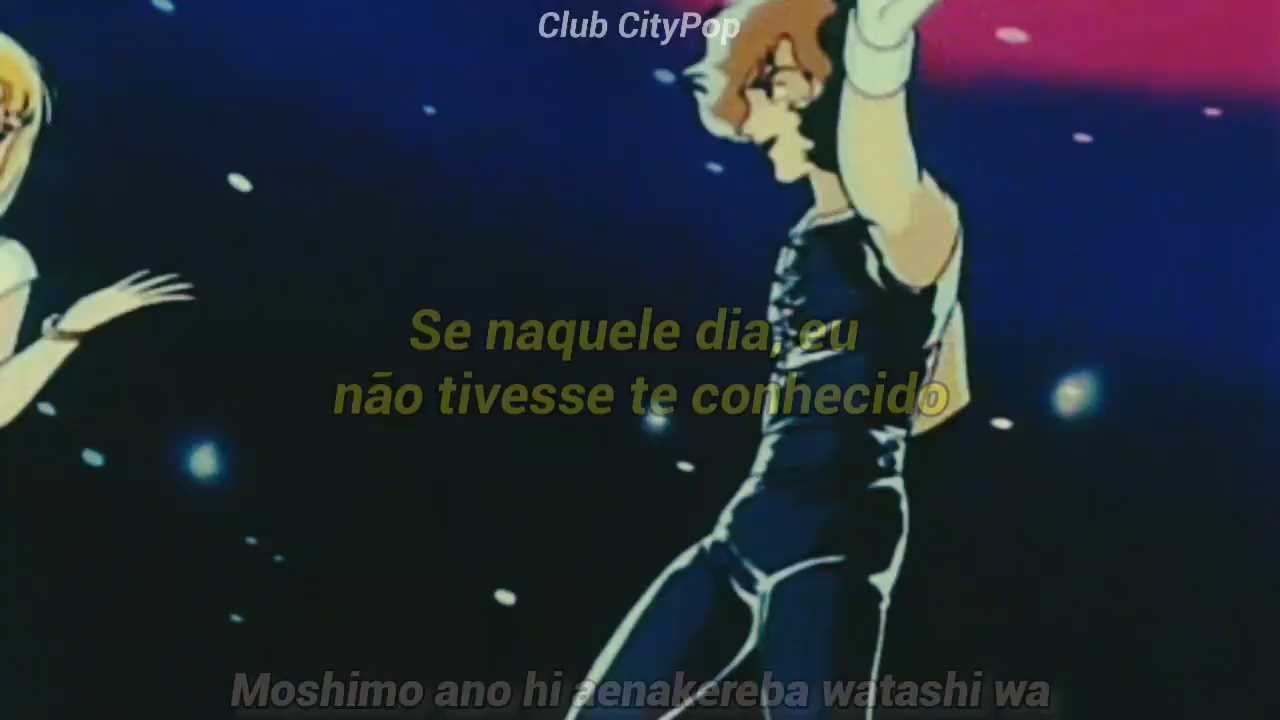 Club CityPop
Se naquele dia, eu
não tivesse te conhecido
Moshimo ano hi aenakereba watashi wa